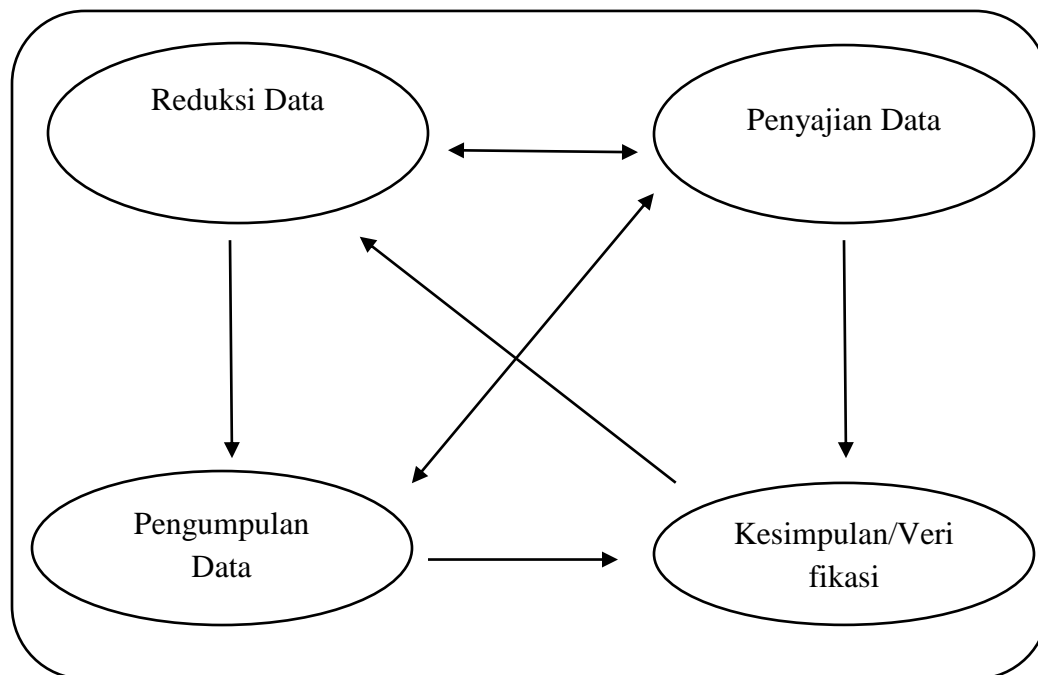 Reduksi Data
Penyajian Data
Pengumpulan
Data
Kesimpulan/Veri
fikasi